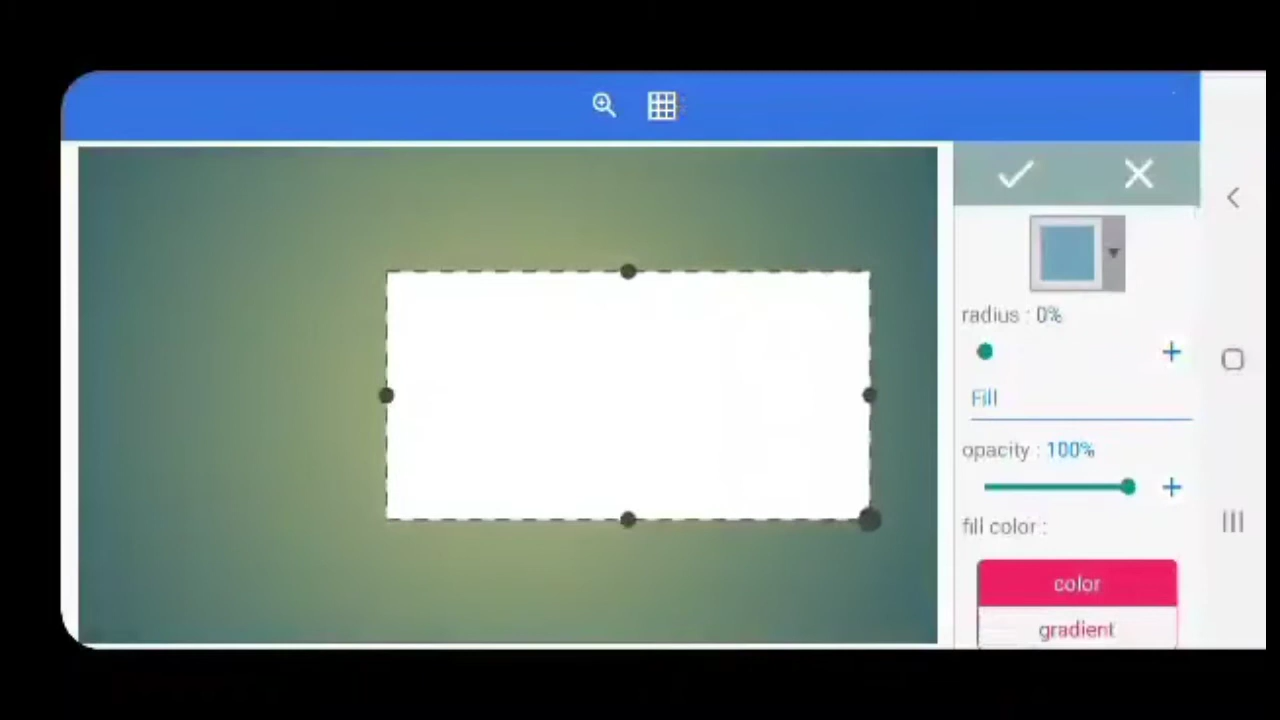 radius : 0%
Fill
opacity : 100%
fill color :
color
gradient